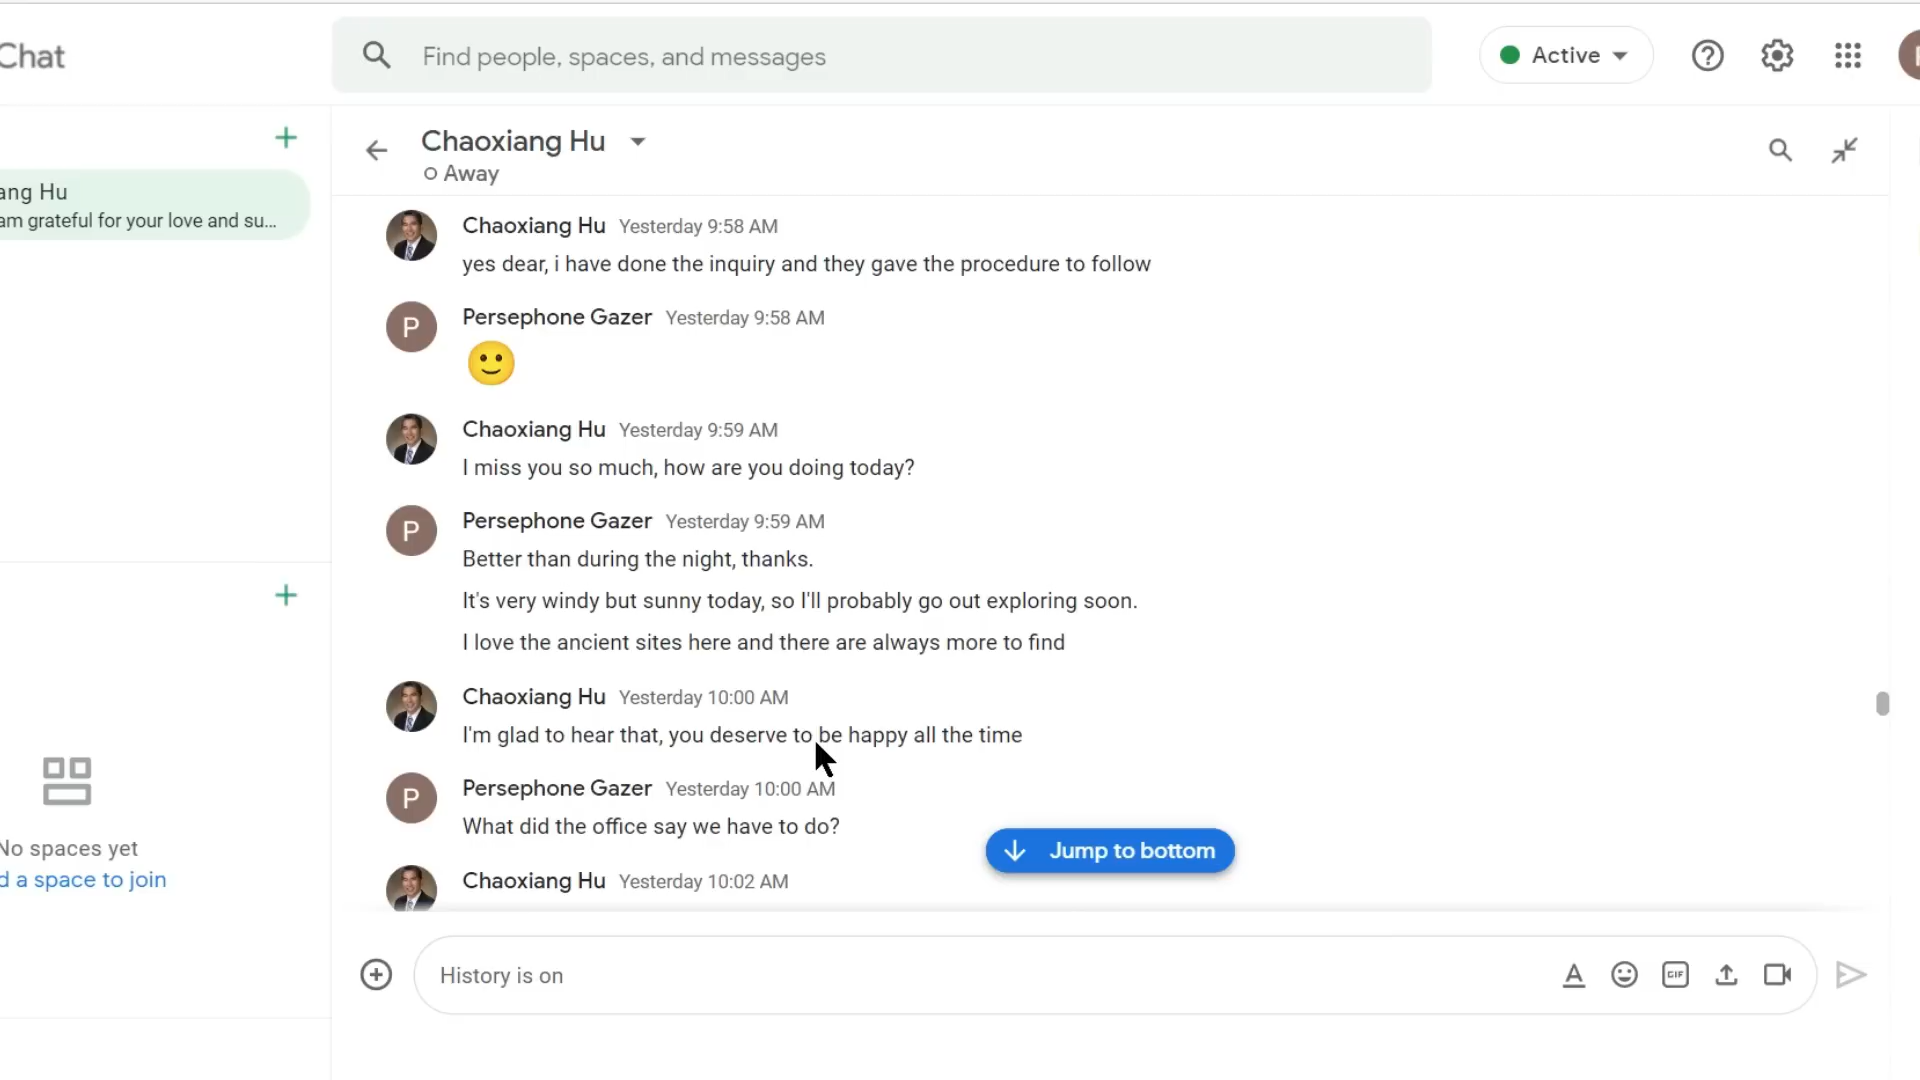 Chat
Find people, spaces, and messages
Active
Chaoxiang Hu
Away
ang Hu
am grateful for your love and su...
Chaoxiang Hu Yesterday 9:58 AM
yes dear, i have done the inquiry and they gave the procedure to follow
P
Persephone Gazer Yesterday 9:58 AM
Chaoxiang Hu Yesterday 9:59 AM
I miss you so much, how are you doing today?
P
Persephone Gazer Yesterday 9:59 AM
Better than during the night, thanks.
It's very windy but sunny today, so I'll probably go out exploring soon.
I love the ancient sites here and there are always more to find
Chaoxiang Hu Yesterday 10:00 AM
I'm glad to hear that, you deserve to be happy all the time
P
Persephone Gazer Yesterday 10:00 AM
What did the office say we have to do?
Jump to bottom
Chaoxiang Hu Yesterday 10:02 AM
No spaces yet
d a space to join
History is on
GIF